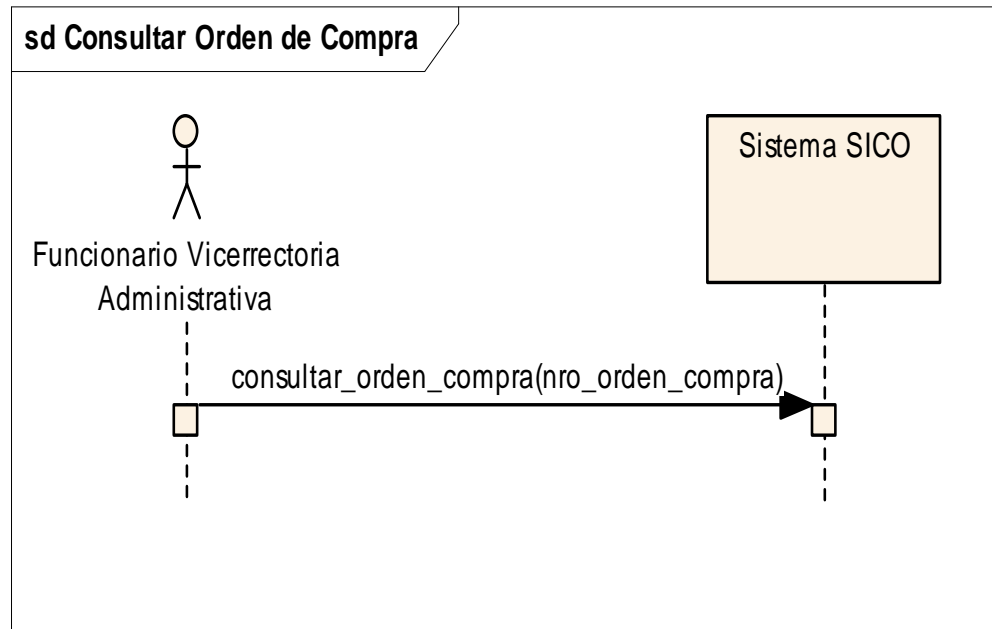 sd Consultar Orden de Compra
Sistema SICO
Funcionario Vicerrectoria
Administrativa
consultar_orden_compra(nro_orden_compra)